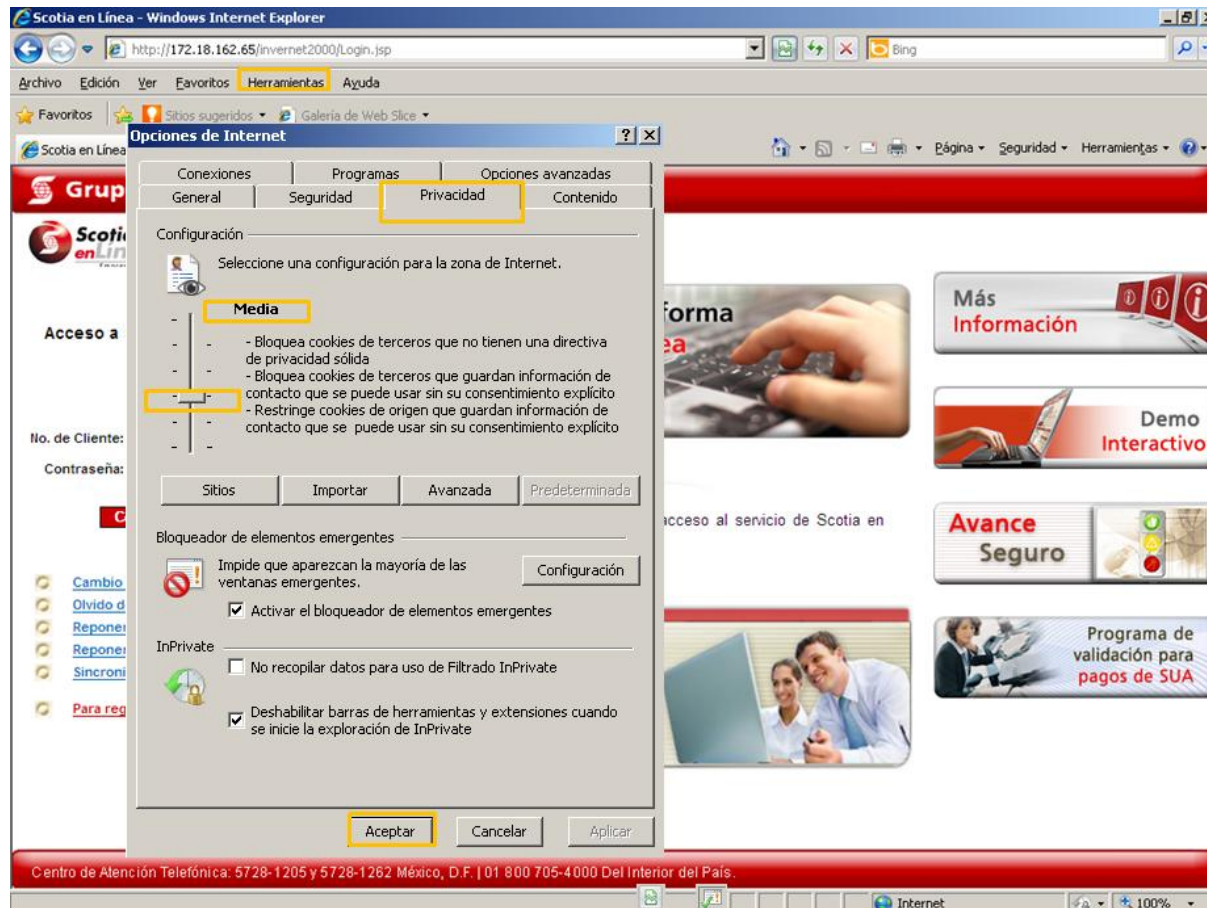 Scotia en Línea - Windows Internet Explorer
http://172.18.162.65/invernet2000/Login.jsp
Bing
Archivo Edición Ver Favoritos Herramientas Ayuda
Favoritos Sitios sugeridos Galería de Web Slice
Scotia en Línea
Página Seguridad Herramientas
Opciones de Internet
Conexiones Programas Opciones avanzadas
General Seguridad Privacidad Contenido
Configuración
Seleccione una configuración para la zona de Internet.
Media
- Bloquea cookies de terceros que no tienen una directiva
de privacidad sólida
- Bloquea cookies de terceros que guardan información de
contacto que se puede usar sin su consentimiento explícito
- Restringe cookies de origen que guardan información de
contacto que se puede usar sin su consentimiento explícito
Sitios Importar Avanzada Predeterminada
Bloqueador de elementos emergentes
Impide que aparezcan la mayoría de las
ventanas emergentes.
Configuración
Activar el bloqueador de elementos emergentes
InPrivate
No recopilar datos para uso de Filtrado InPrivate
Deshabilitar barras de herramientas y extensiones cuando
se inicie la exploración de InPrivate
Aceptar Cancelar Aplicar
Grup
Scoti
enLín
Acceso a
No. de Cliente:
Contraseña:
C
Cambio
Olvido d
Reponer
Reponer
Sincroni
Para reg
forma
ea
acceso al servicio de Scotia en
Más
Información
Demo
Interactivo
Avance
Seguro
Programa de
validación para
pagos de SUA
Centro de Atención Telefónica: 5728-1205 y 5728-1262 México, D.F. | 01 800 705-4000 Del Interior del País.
Internet 100%